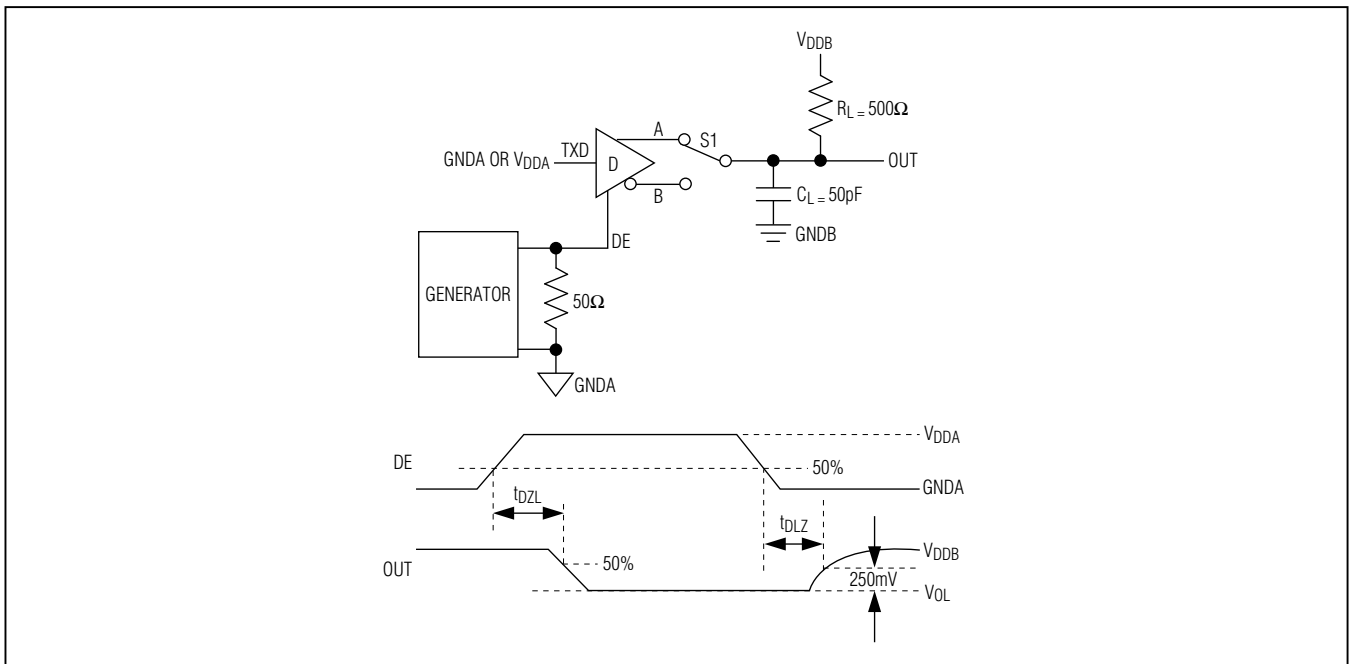 VDDB
RL = 500Ω
A
S1
GNDA OR VDDA
TXD
D
OUT
B
CL = 50pF
GNDB
DE
GENERATOR
50Ω
GNDA
VDDA
DE
50%
GNDA
tDZL
tDLZ
VDDB
OUT
50%
250mV
VOL